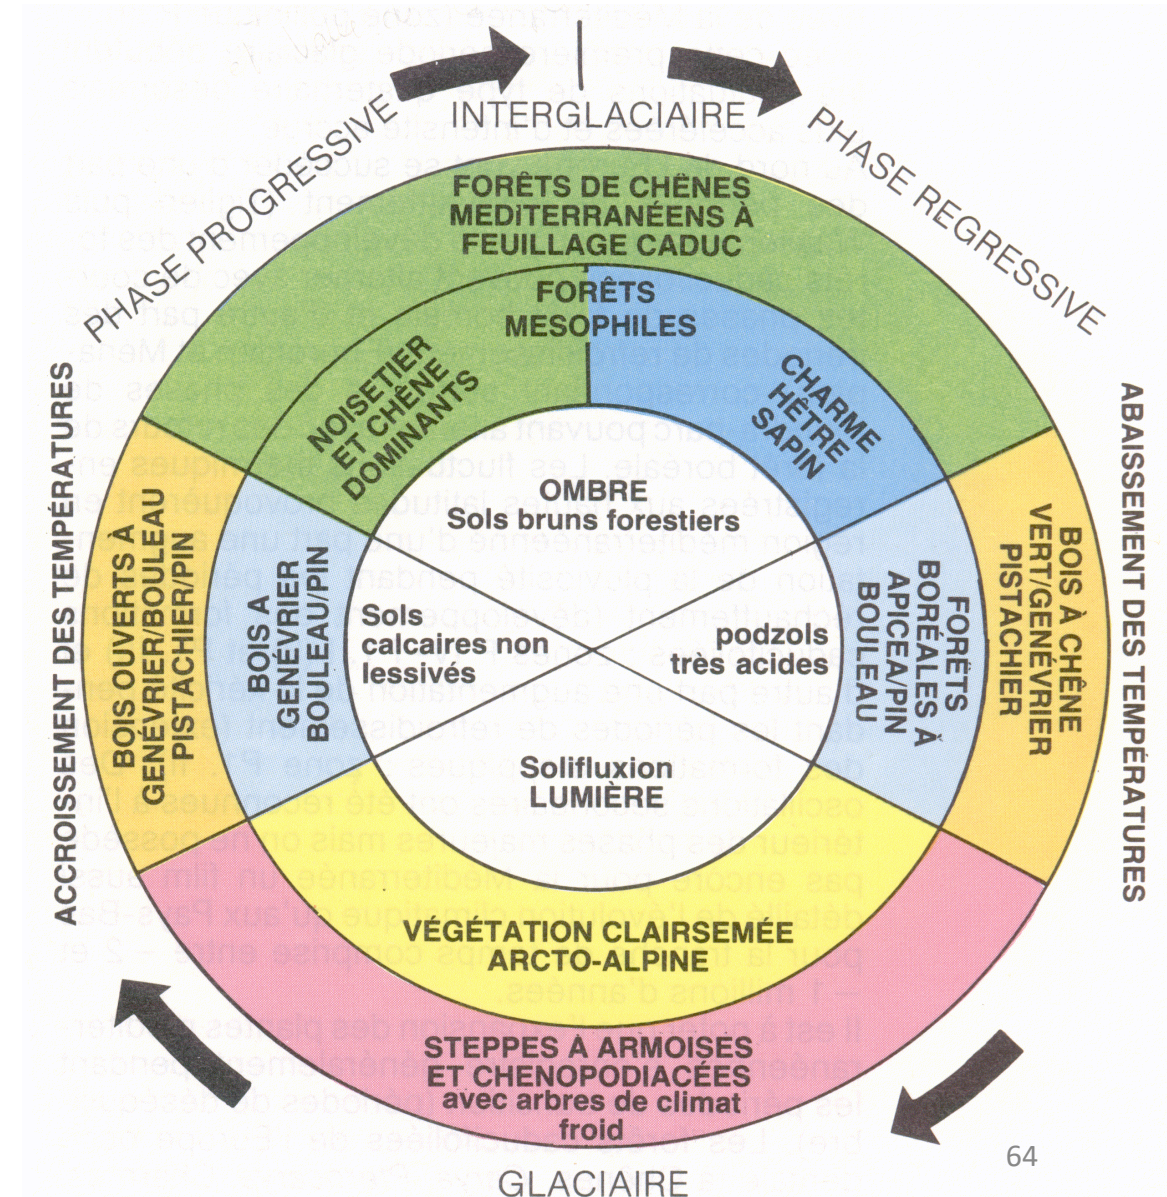 INTERGLACIAIRE
PHASE PROGRESSIVE
PHASE REGRESSIVE
FORÊTS DE CHÊNES
MEDITERRANÉENS À
FEUILLAGE CADUC
FORÊTS
MESOPHILES
NOISETIER
ET CHÊNE
DOMINANTS
CHARME
HÊTRE
SAPIN
ACCROISSEMENT DES TEMPÉRATURES
ABAISSEMENT DES TEMPÉRATURES
BOIS OUVERTS À
GENÉVRIER/BOULEAU
PISTACHIER/PIN
BOIS A
GENÉVRIER
BOULEAU/PIN
OMBRE
Sols bruns forestiers
Sols
calcaires non
lessivés
podzols
très acides
Solifluxion
LUMIÈRE
FORÊTS
BORÉALES À
APICEA/PIN
BOULEAU
BOIS À CHÊNE
VERT/GENÉVRIER
PISTACHIER
VÉGÉTATION CLAIRSEMÉE
ARCTO-ALPINE
STEPPES À ARMOISES
ET CHENOPODIACÉES
avec arbres de climat
froid
GLACIAIRE
64